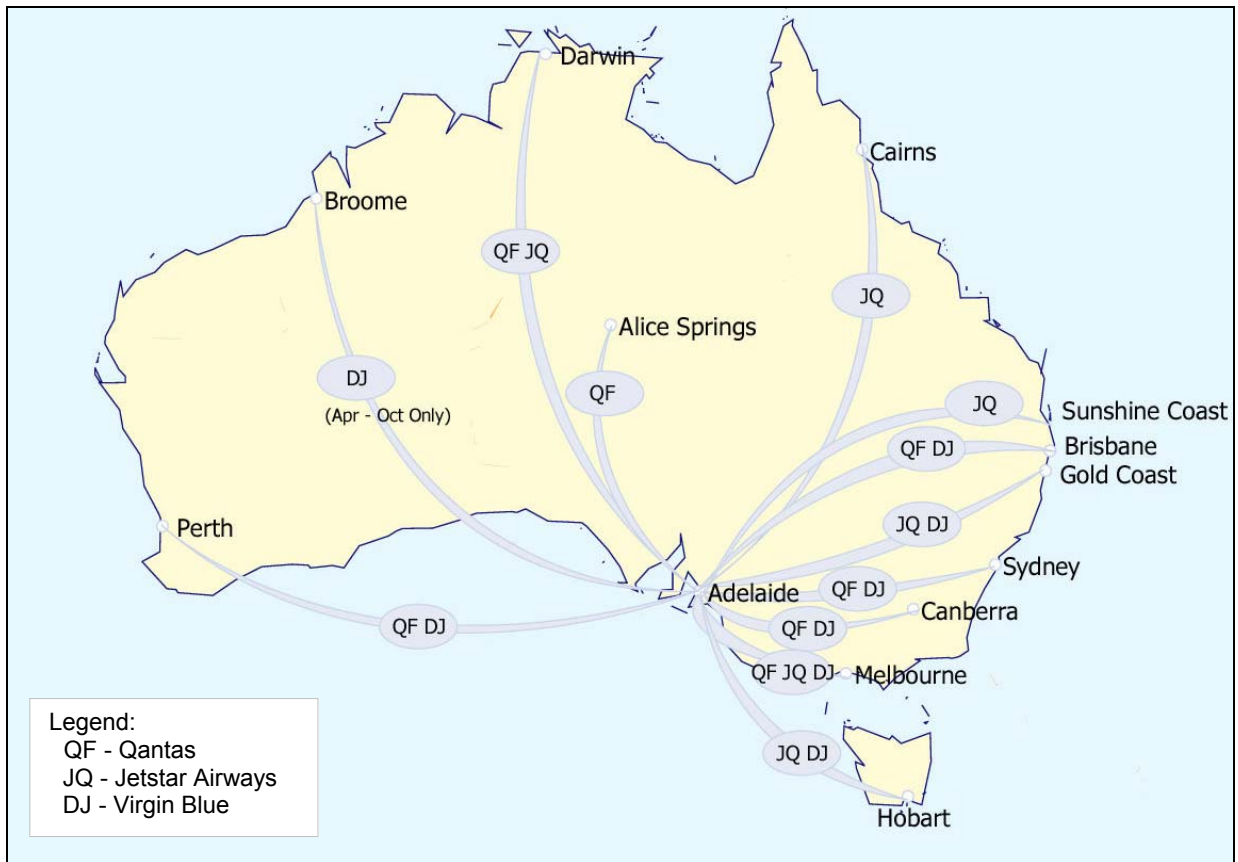 Darwin
Cairns
Broome
QF JQ
JQ
Alice Springs
DJ
(Apr - Oct Only)
QF
JQ
Sunshine Coast
QF DJ
Brisbane
Gold Coast
JQ DJ
Perth
Sydney
QF DJ
Adelaide
Canberra
QF DJ
QF DJ
QF JQ DJ
Melbourne
JQ DJ
Hobart
Legend:
QF - Qantas
JQ - Jetstar Airways
DJ - Virgin Blue